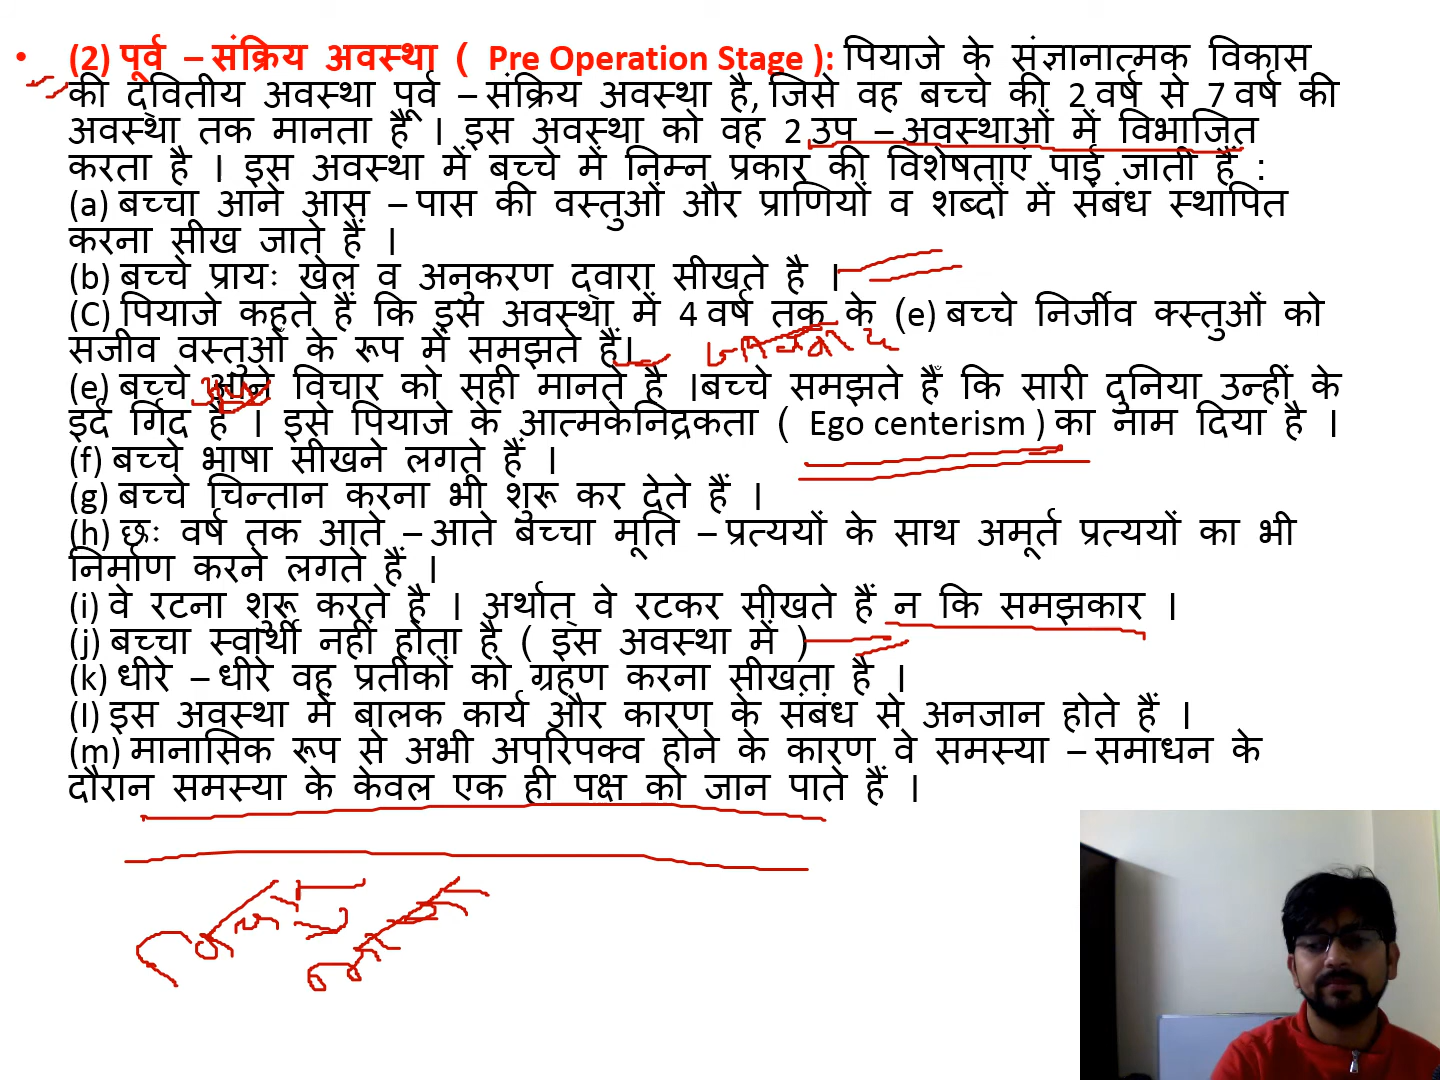 • (2) पूर्व – संक्रिय अवस्था ( Pre Operation Stage ): पियाजे के संज्ञानात्मक विकास
की द्वितीय अवस्था पूर्व – संक्रिय अवस्था है, जिसे वह बच्चे की 2 वर्ष से 7 वर्ष की
अवस्था तक मानता है । इस अवस्था को वह 2 उप – अवस्थाओं में विभाजित
करता है । इस अवस्था में बच्चे में निम्न प्रकार की विशेषताएं पाई जाती हैं :
(a) बच्चा आने आस – पास की वस्तुओं और प्राणियों व शब्दों में संबंध स्थापित
करना सीख जाते हैं ।
(b) बच्चे प्रायः खेल व अनुकरण द्वारा सीखते है ।
(C) पियाजे कहते हैं कि इस अवस्था में 4 वर्ष तक के (e) बच्चे निर्जीव क्स्तुओं को
सजीव वस्तुओं के रूप में समझते हैं।
(e) बच्चे आने विचार को सही मानते है ।बच्चे समझते हैँ कि सारी दुनिया उन्हीं के
इर्द र्गिद है । इसे पियाजे के आत्मकेनिद्रकता ( Ego centerism ) का नाम दिया है ।
(f) बच्चे भाषा सीखने लगते हैं ।
(g) बच्चे चिन्तान करना भी शुरू कर देते हैं ।
(h) छः वर्ष तक आते – आते बच्चा मूति – प्रत्ययों के साथ अमूर्त प्रत्ययों का भी
निर्माण करने लगते हैं ।
(i) वे रटना शुरू करते है । अर्थात् वे रटकर सीखते हैं न कि समझकार ।
(j) बच्चा स्वार्थी नहीं होता है ( इस अवस्था में )
(k) धीरे – धीरे वह प्रतीकों को ग्रहण करना सीखता है ।
(l) इस अवस्था में बालक कार्य और कारण के संबंध से अनजान होते हैं ।
(m) मानासिक रूप से अभी अपरिपक्व होने के कारण वे समस्या – समाधन के
दौरान समस्या के केवल एक ही पक्ष को जान पाते हैं ।